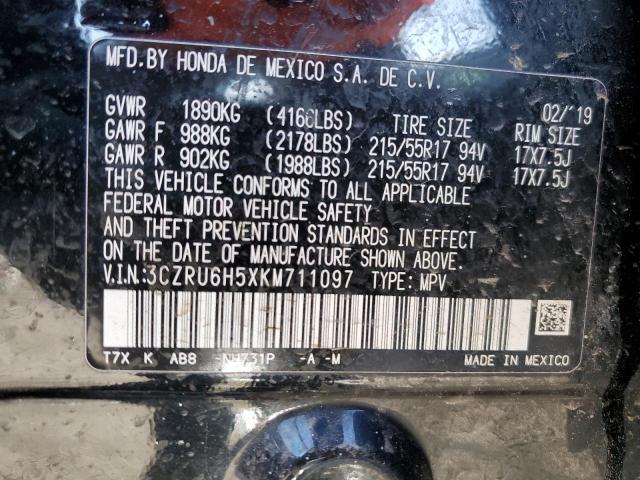 MFD. BY HONDA DE MEXICO S.A. DE C.V.
02/'19
GVWR 1890KG (4166LBS) TIRE SIZE RIM SIZE
GAWR F 988KG (2178LBS) 215/55R17 94V 17X7.5J
GAWR R 902KG (1988LBS) 215/55R17 94V 17X7.5J
THIS VEHICLE CONFORMS TO ALL APPLICABLE
FEDERAL MOTOR VEHICLE SAFETY
AND THEFT PREVENTION STANDARDS IN EFFECT
ON THE DATE OF MANUFACTURE SHOWN ABOVE.
V.I.N:3CZRU6H5XKM711097 TYPE: MPV
T7X K AB8 -NH731P -A -M MADE IN MEXICO